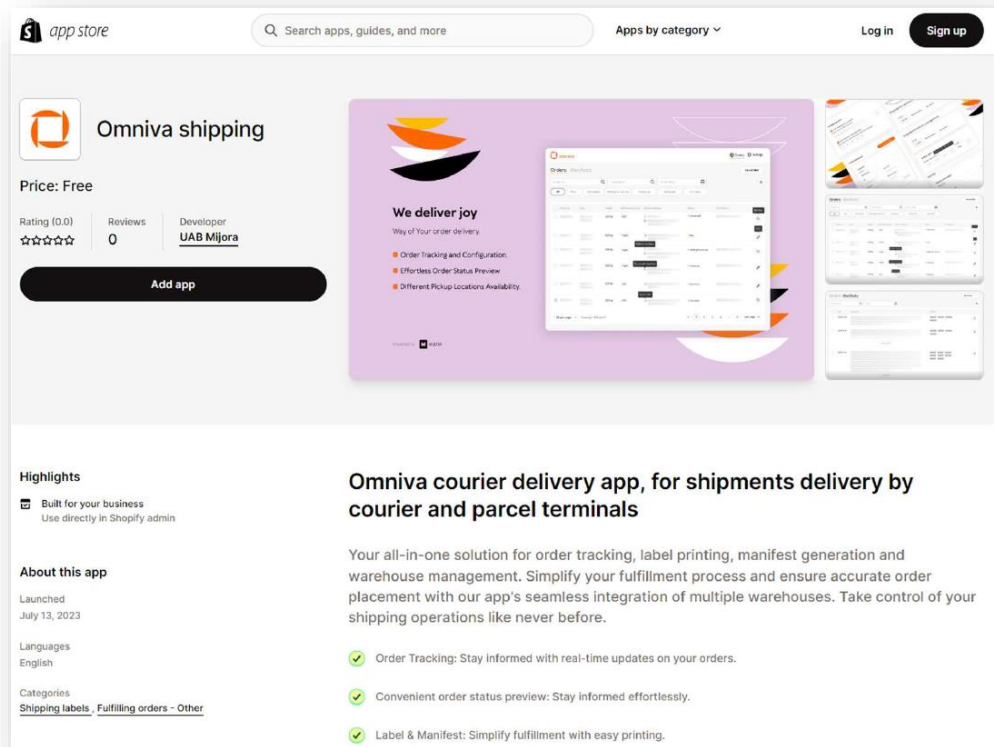 app store
Search apps, guides, and more
Apps by category
Log in
Sign up
Omniva shipping
Price: Free
Rating (0.0)
Reviews
0
Developer
UAB Mijora
Add app
We deliver joy
Way of Your order delivery.
Order Tracking and Configuration.
Effortless Order Status Preview
Different Pickup Locations Availability.
Orders
Highlights
Built for your business
Use directly in Shopify admin
About this app
Launched
July 13, 2023
Languages
English
Categories
Shipping labels , Fulfilling orders - Other
Omniva courier delivery app, for shipments delivery by
courier and parcel terminals
Your all-in-one solution for order tracking, label printing, manifest generation and
warehouse management. Simplify your fulfillment process and ensure accurate order
placement with our app's seamless integration of multiple warehouses. Take control of your
shipping operations like never before.
Order Tracking: Stay informed with real-time updates on your orders.
Convenient order status preview: Stay informed effortlessly.
Label & Manifest: Simplify fulfillment with easy printing.